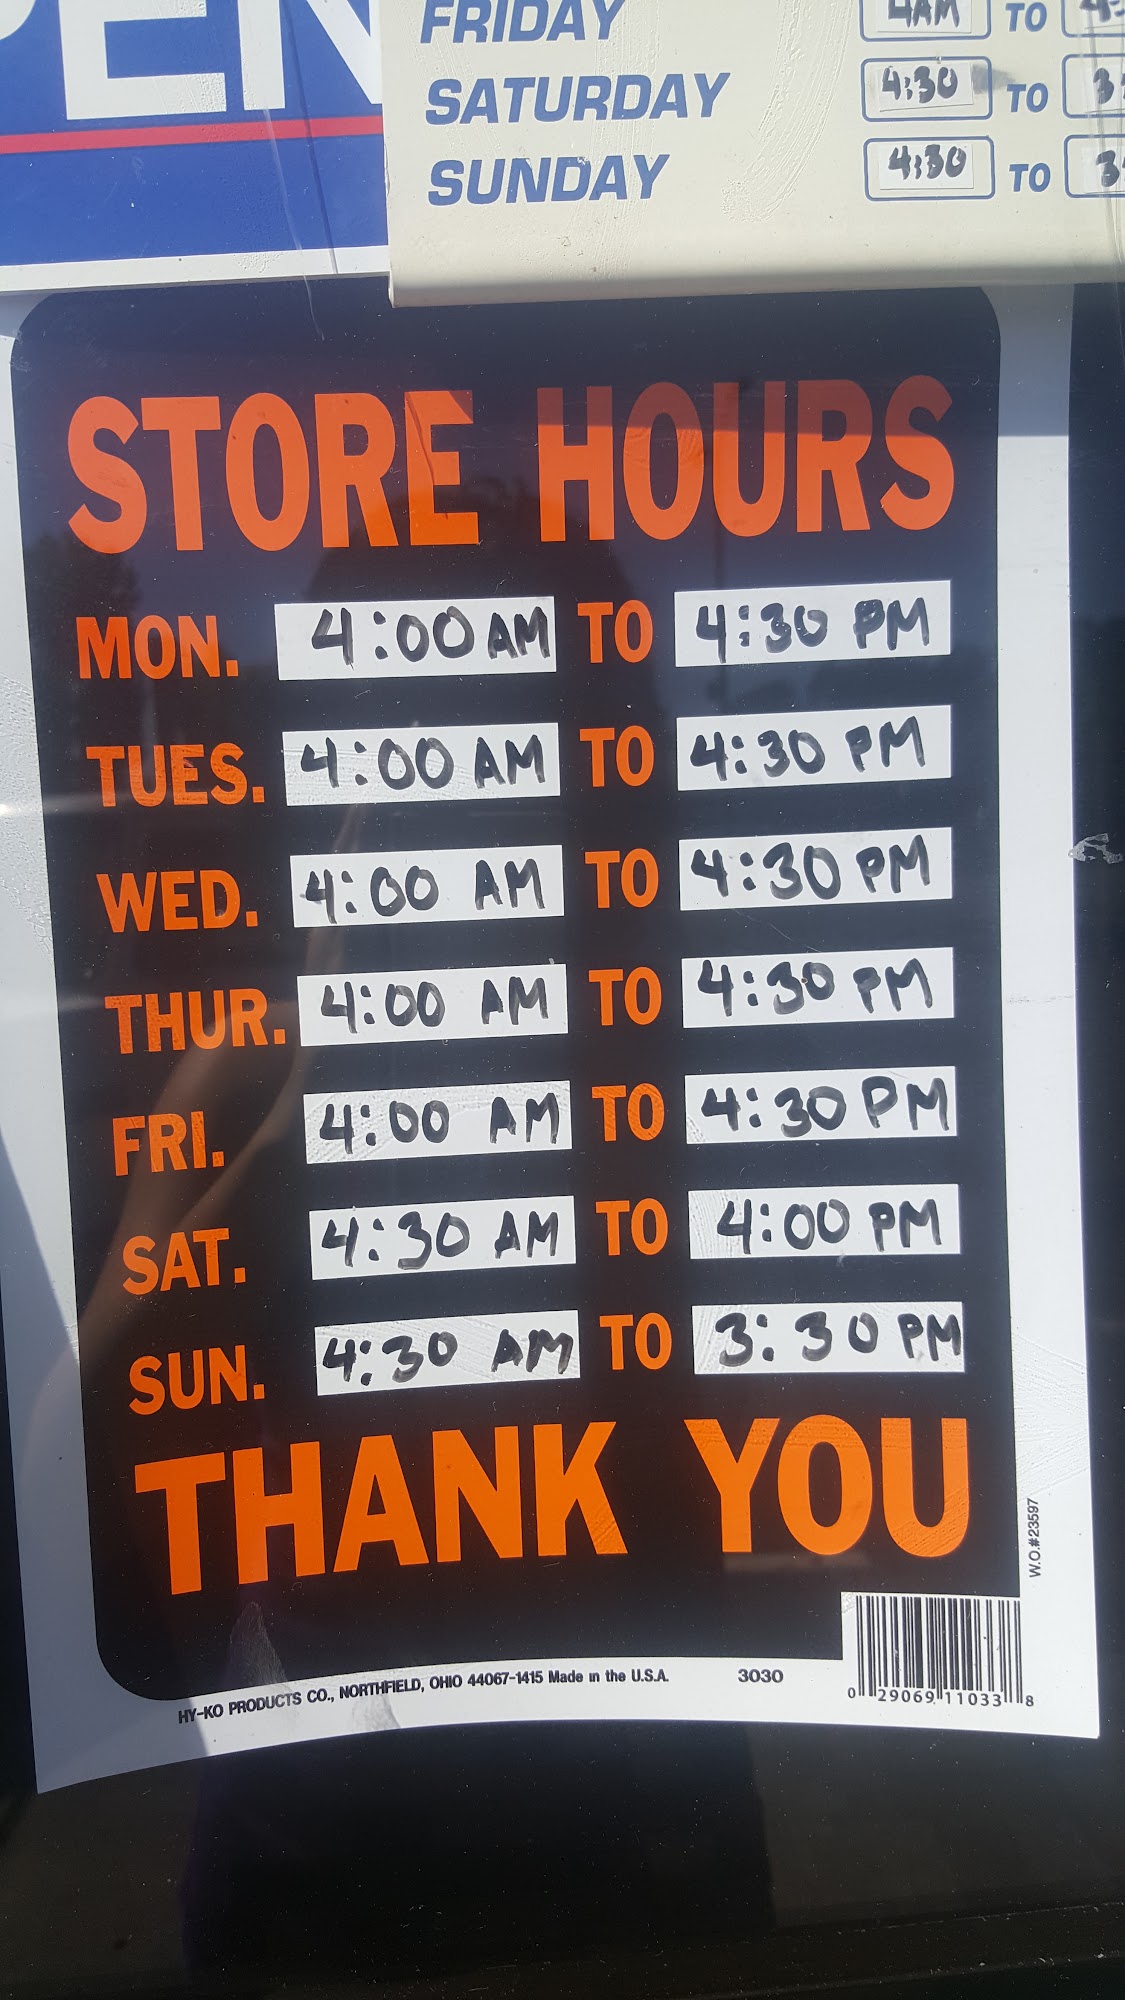 PEN
FRIDAY 4AM TO 4:
SATURDAY 4:30 TO 3
SUNDAY 4:30 TO 3
STORE HOURS
MON. 4:00 AM TO 4:30 PM
TUES. 4:00 AM TO 4:30 PM
WED. 4:00 AM TO 4:30 PM
THUR. 4:00 AM TO 4:30 PM
FRI. 4:00 AM TO 4:30 PM
SAT. 4:30 AM TO 4:00 PM
SUN. 4:30 AM TO 3:30 PM
THANK YOU
W.O.#23597
HY-KO PRODUCTS CO., NORTHFIELD, OHIO 44067-1415 Made in the U.S.A. 3030
0 29069 11033 8